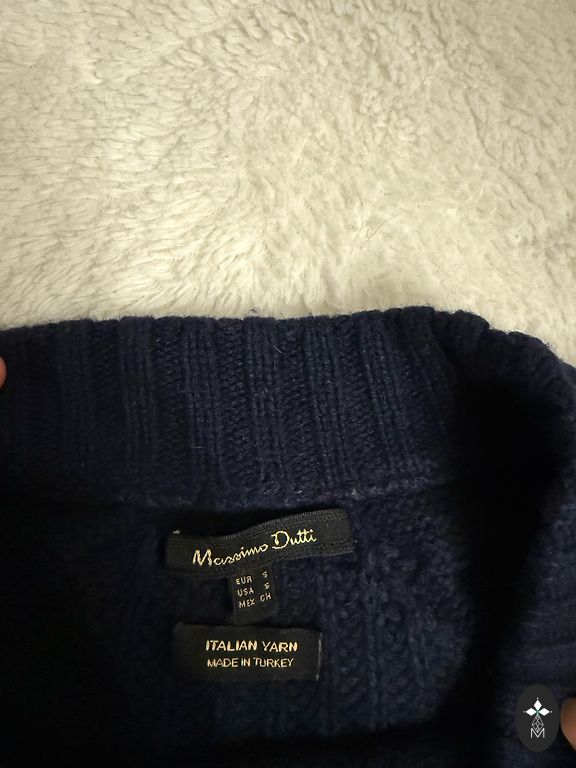 Massimo Dutti
EUR S
USA S
MEX CH
ITALIAN YARN
MADE IN TURKEY
M